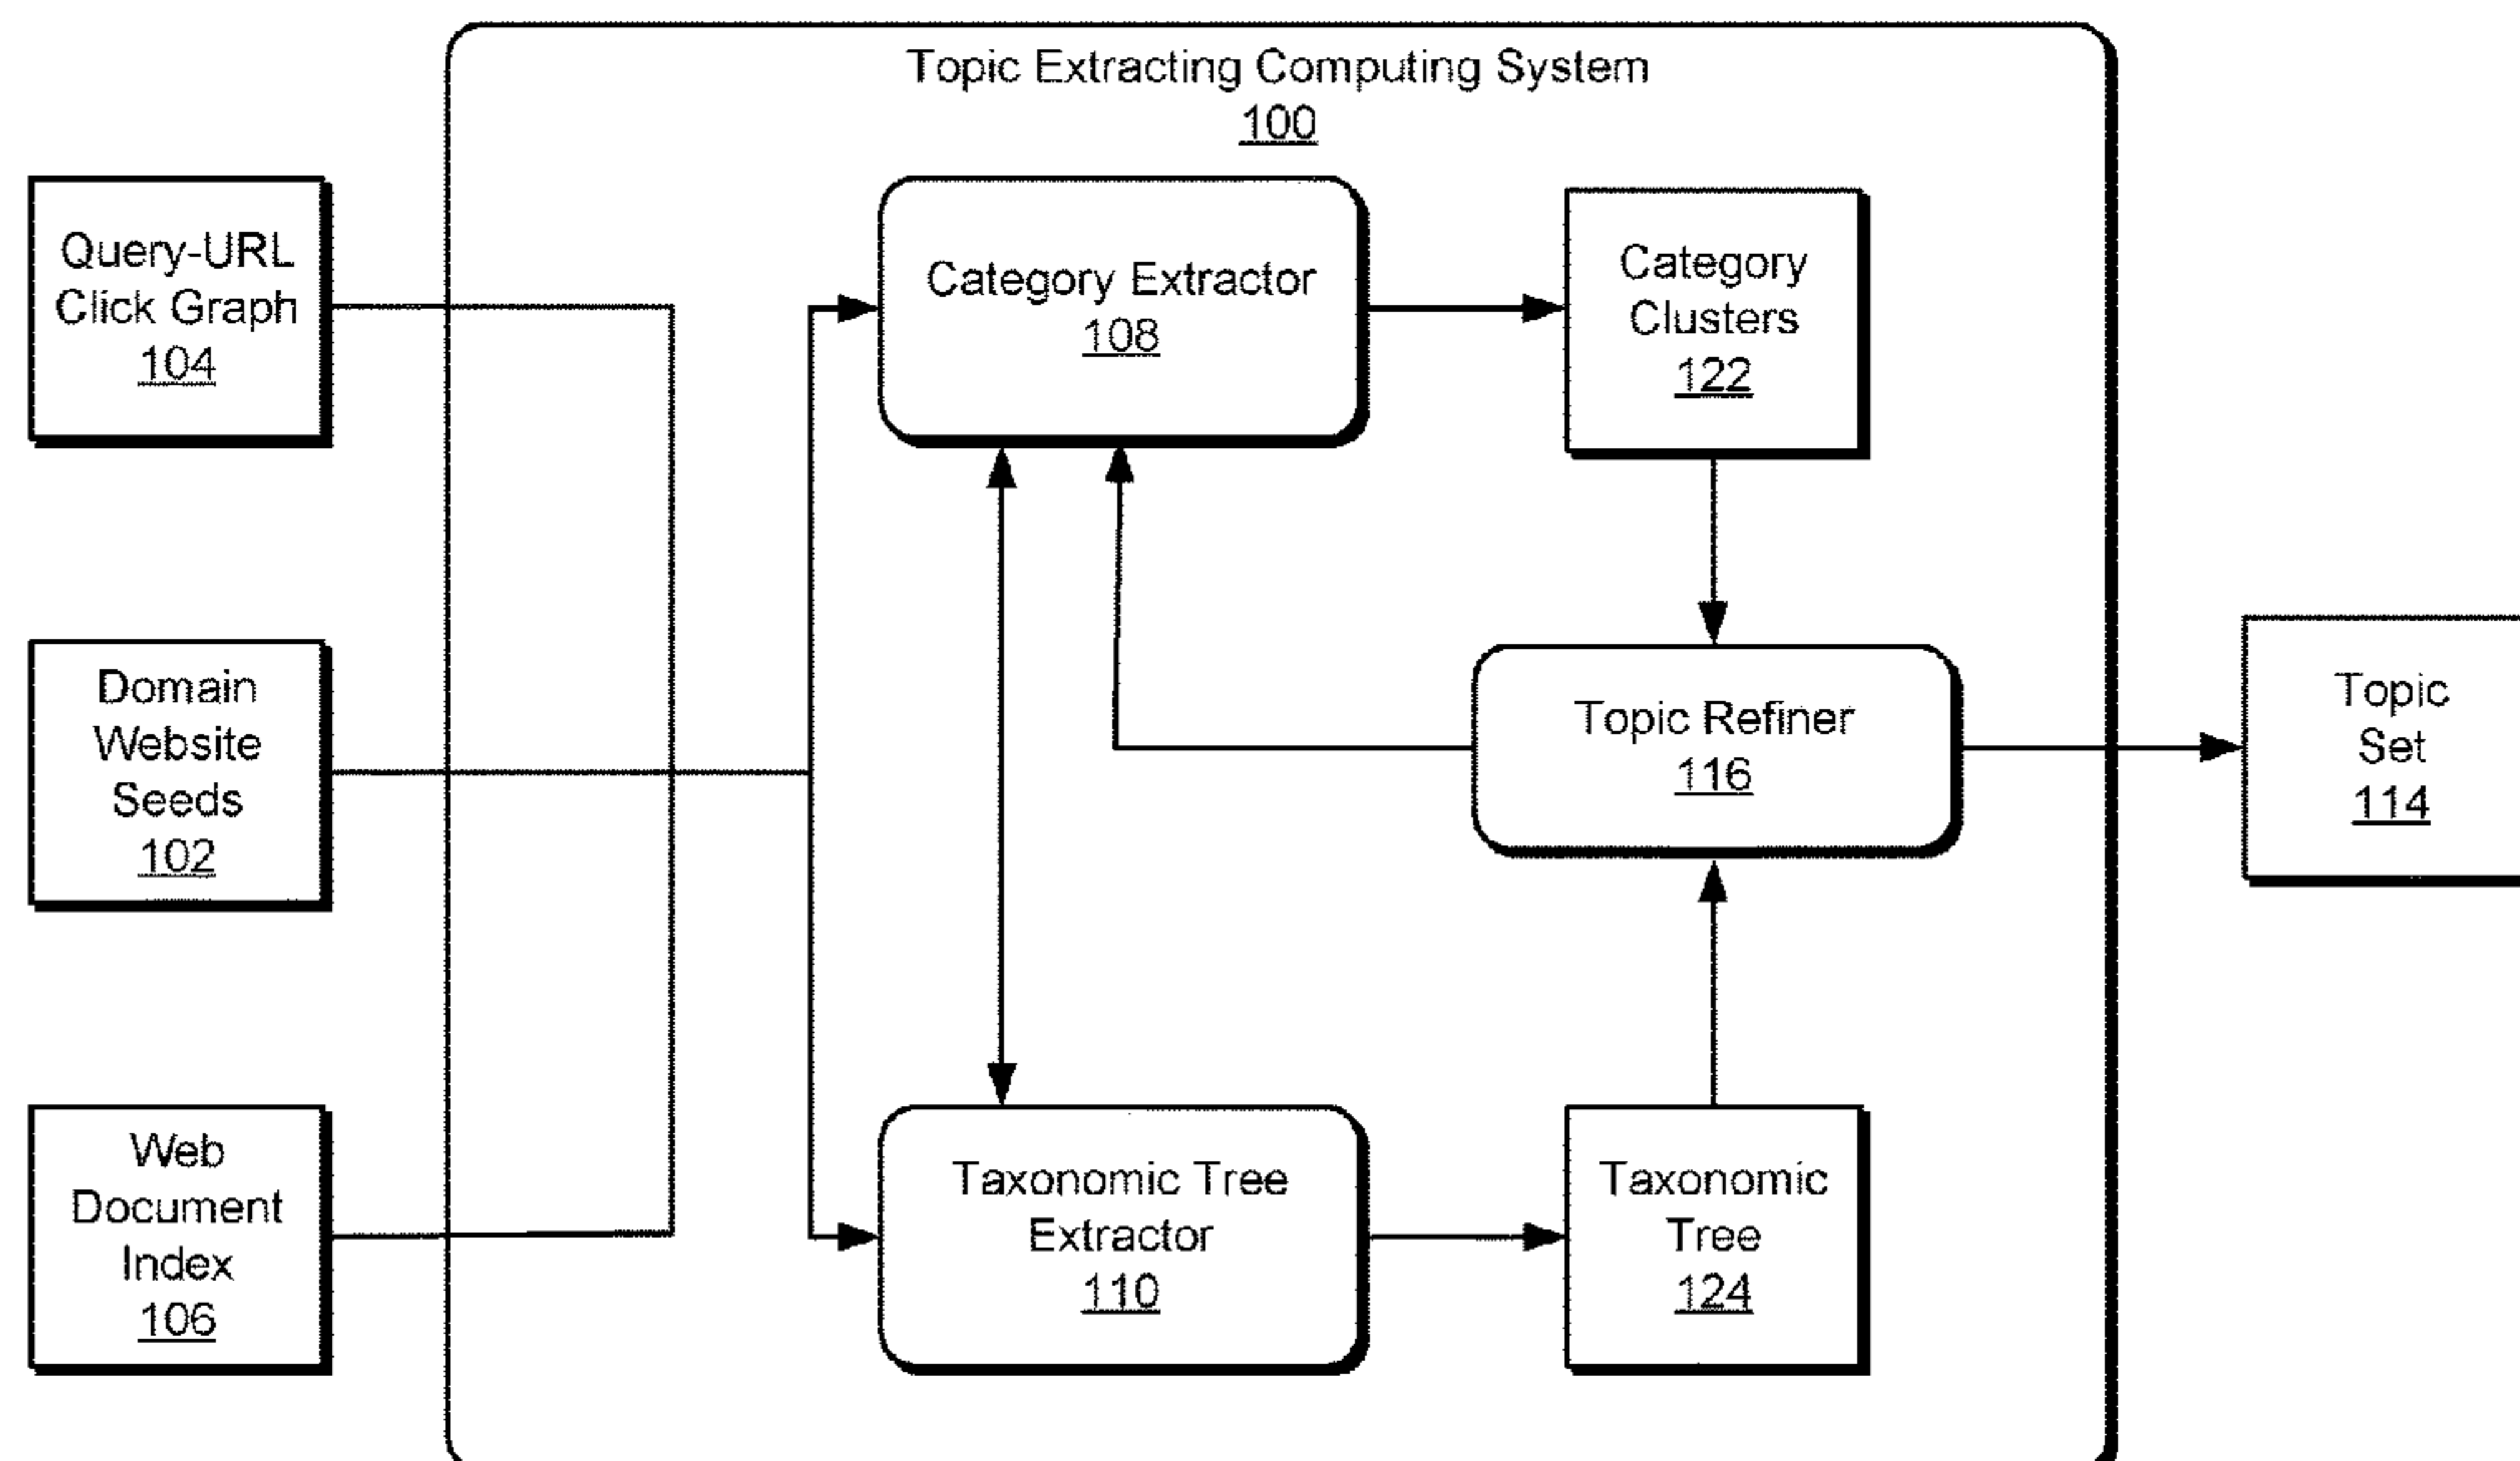 Topic Extracting Computing System
100
Query-URL
Click Graph
104
Category Extractor
108
Category
Clusters
122
Domain
Website
Seeds
102
Topic Refiner
116
Topic
Set
114
Web
Document
Index
106
Taxonomic Tree
Extractor
110
Taxonomic
Tree
124